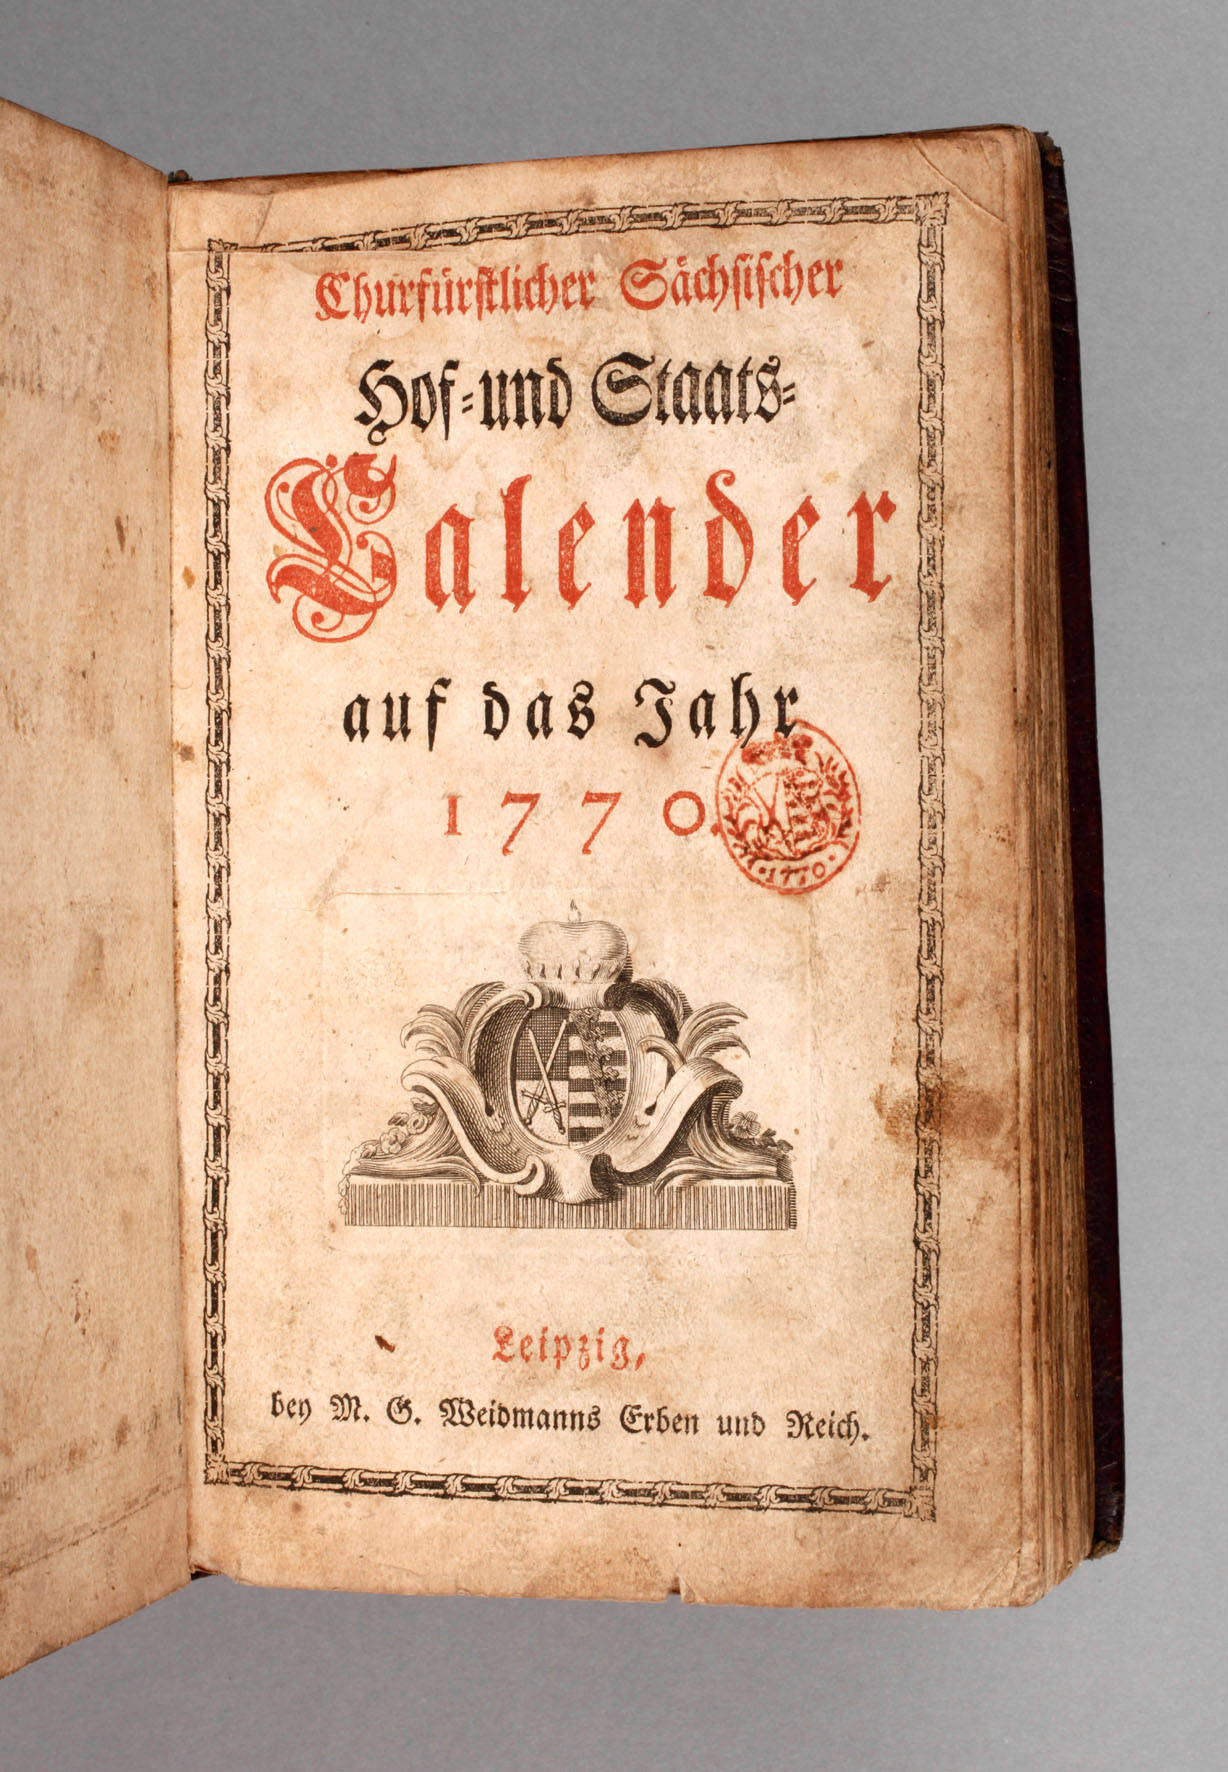 Churfürstlicher Sächsischer
Hof-und Staats-
Calender
auf das Jahr
1770.
·1770·
Leipzig,
bey M. G. Weidmanns Erben und Reich.